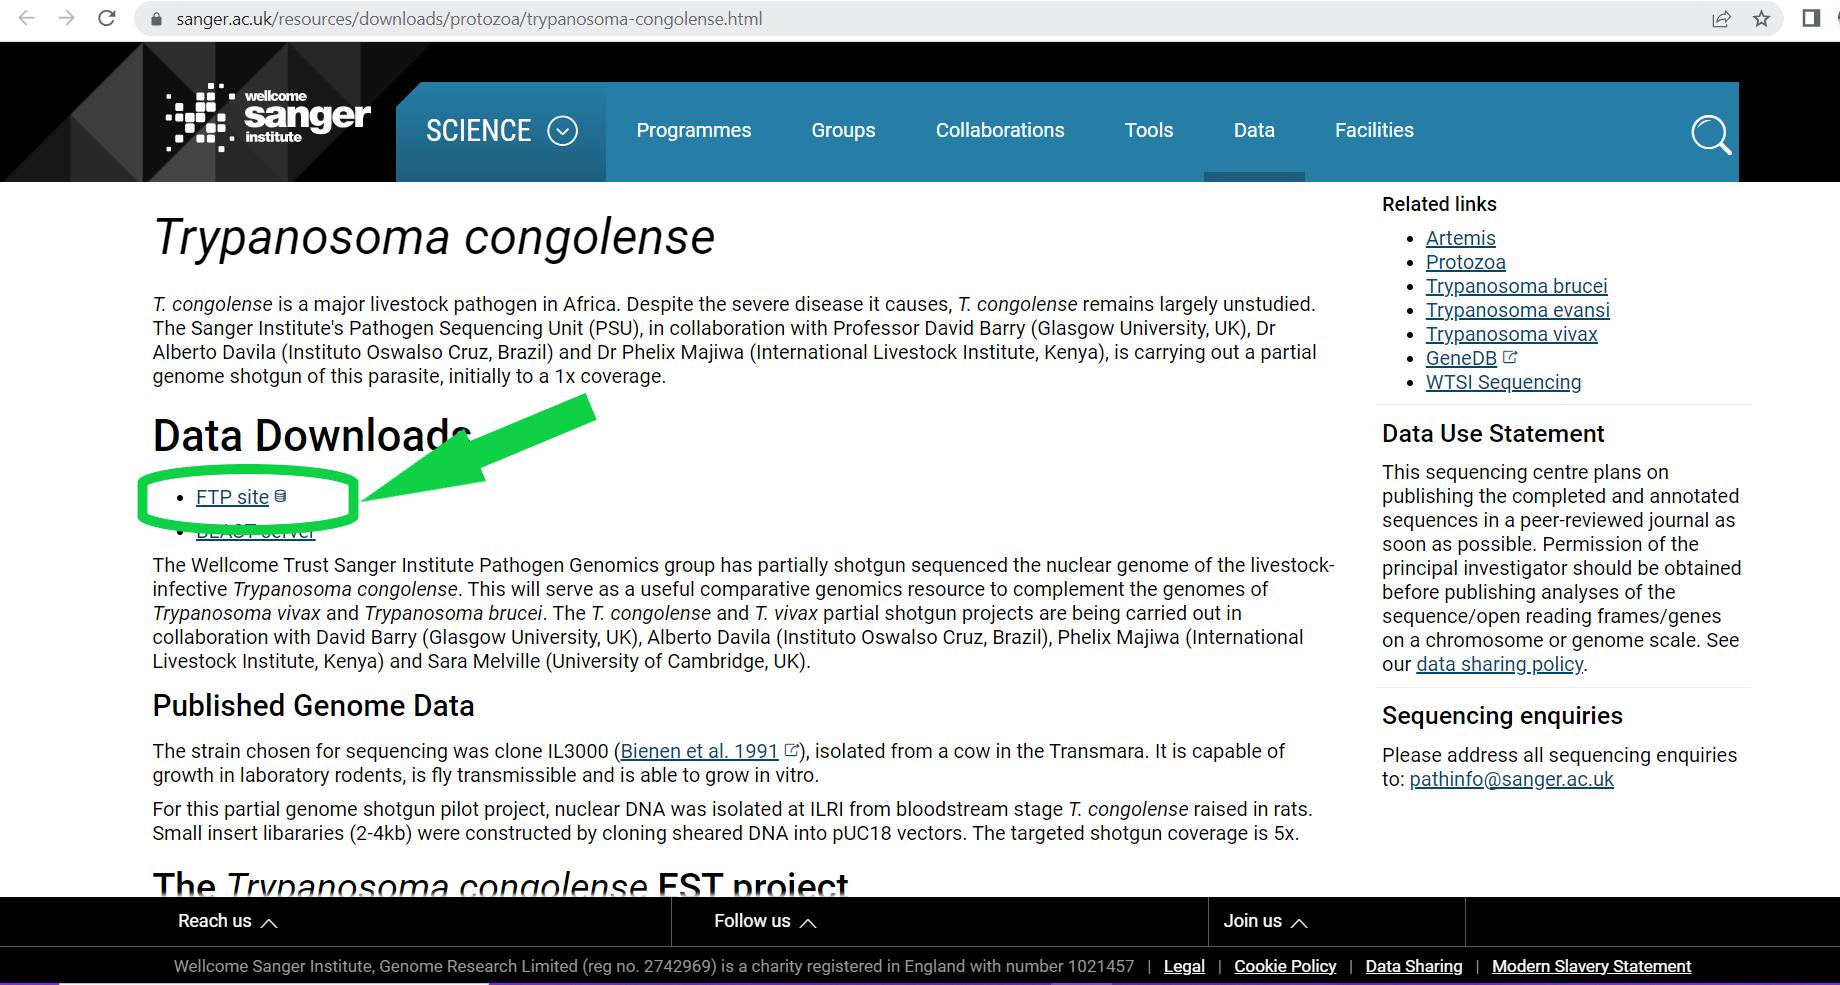 sanger.ac.uk/resources/downloads/protozoa/trypanosoma-congolense.html
wellcome
sanger
institute
SCIENCE
Programmes
Groups
Collaborations
Tools
Data
Facilities
Trypanosoma congolense
T. congolense is a major livestock pathogen in Africa. Despite the severe disease it causes, T. congolense remains largely unstudied.
The Sanger Institute's Pathogen Sequencing Unit (PSU), in collaboration with Professor David Barry (Glasgow University, UK), Dr
Alberto Davila (Instituto Oswalso Cruz, Brazil) and Dr Phelix Majiwa (International Livestock Institute, Kenya), is carrying out a partial
genome shotgun of this parasite, initially to a 1x coverage.
Data Downloads
• FTP site
• BLAST server
The Wellcome Trust Sanger Institute Pathogen Genomics group has partially shotgun sequenced the nuclear genome of the livestock-
infective Trypanosoma congolense. This will serve as a useful comparative genomics resource to complement the genomes of
Trypanosoma vivax and Trypanosoma brucei. The T. congolense and T. vivax partial shotgun projects are being carried out in
collaboration with David Barry (Glasgow University, UK), Alberto Davila (Instituto Oswalso Cruz, Brazil), Phelix Majiwa (International
Livestock Institute, Kenya) and Sara Melville (University of Cambridge, UK).
Published Genome Data
The strain chosen for sequencing was clone IL3000 (Bienen et al. 1991), isolated from a cow in the Transmara. It is capable of
growth in laboratory rodents, is fly transmissible and is able to grow in vitro.
For this partial genome shotgun pilot project, nuclear DNA was isolated at ILRI from bloodstream stage T. congolense raised in rats.
Small insert libararies (2-4kb) were constructed by cloning sheared DNA into pUC18 vectors. The targeted shotgun coverage is 5x.
The Trypanosoma congolense EST project
Related links
• Artemis
• Protozoa
• Trypanosoma brucei
• Trypanosoma evansi
• Trypanosoma vivax
• GeneDB
• WTSI Sequencing
Data Use Statement
This sequencing centre plans on
publishing the completed and annotated
sequences in a peer-reviewed journal as
soon as possible. Permission of the
principal investigator should be obtained
before publishing analyses of the
sequence/open reading frames/genes
on a chromosome or genome scale. See
our data sharing policy.
Sequencing enquiries
Please address all sequencing enquiries
to: pathinfo@sanger.ac.uk
Reach us
Follow us
Join us
Wellcome Sanger Institute, Genome Research Limited (reg no. 2742969) is a charity registered in England with number 1021457 | Legal | Cookie Policy | Data Sharing | Modern Slavery Statement